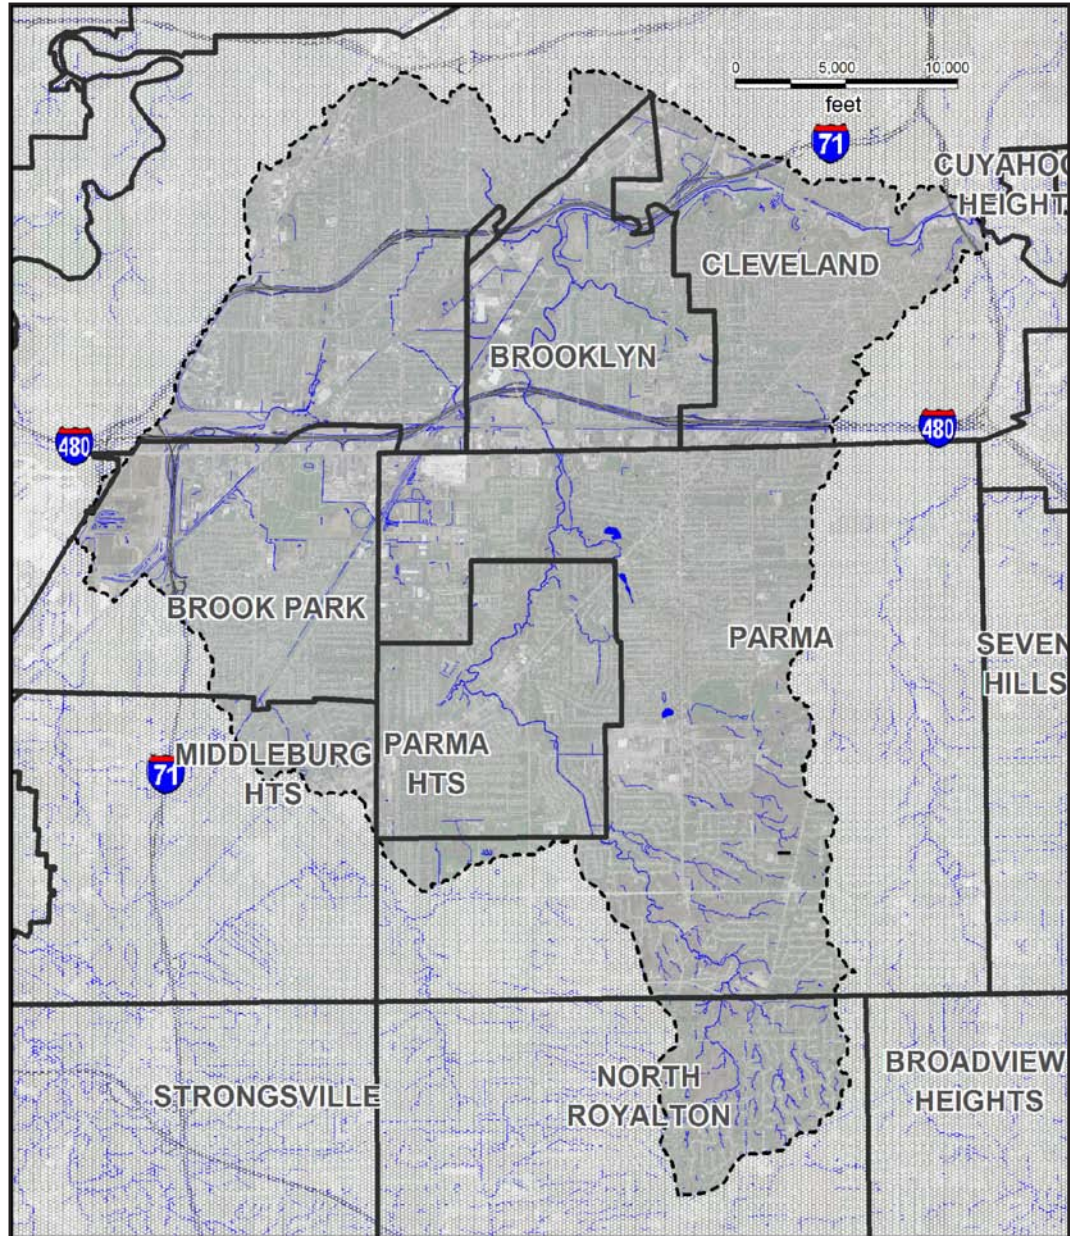 0 5,000 10,000
feet
71
CUYAHO
HEIGHT
CLEVELAND
BROOKLYN
480
480
BROOK PARK
PARMA
SEVEN
HILLS
MIDDLEBURG
HTS
PARMA
HTS
71
STRONGSVILLE
NORTH
ROYALTON
BROADVIEW
HEIGHTS